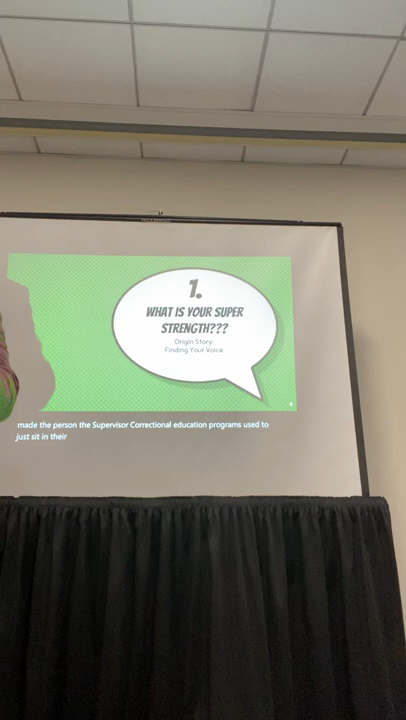 1.
WHAT IS YOUR SUPER
STRENGTH???
Origin Story:
Finding Your Voice
made the person the Supervisor Correctional education programs used to
just sit in their